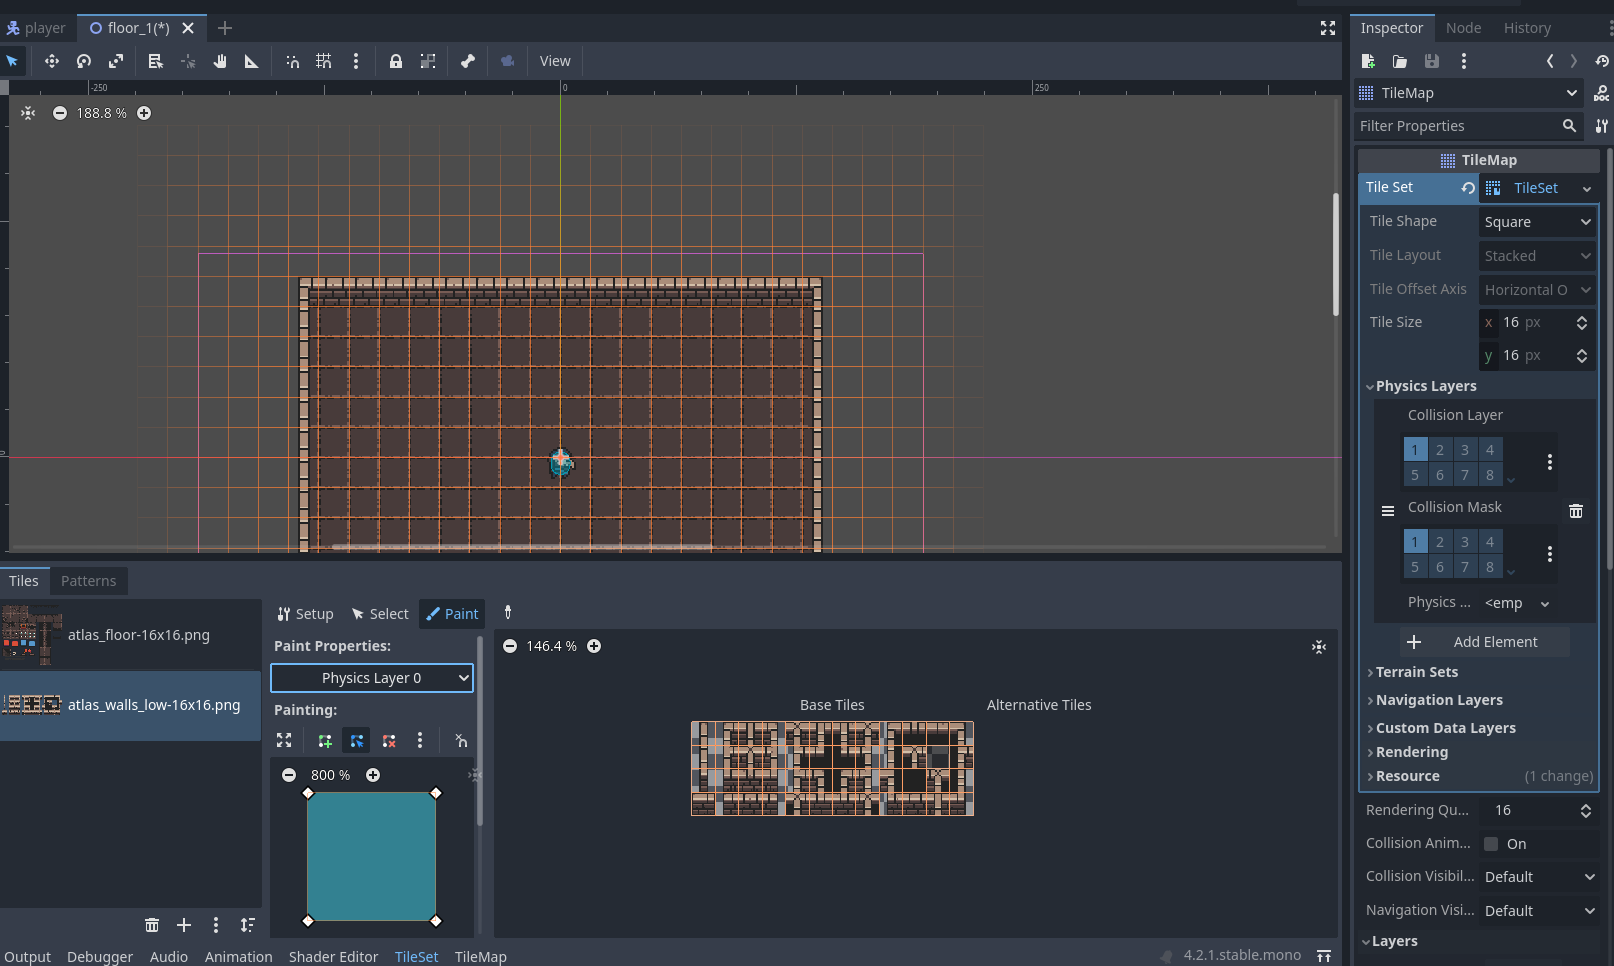 player
floor_1(*)
Inspector
Node
History
View
-250
0
250
TileMap
188.8 %
Filter Properties
TileMap
Tile Set
TileSet
Tile Shape
Square
Tile Layout
Stacked
Tile Offset Axis
Horizontal O
Tile Size
x 16 px
y 16 px
Physics Layers
Collision Layer
1 2 3 4
5 6 7 8
Collision Mask
1 2 3 4
5 6 7 8
Physics ...
<emp
Add Element
Terrain Sets
Navigation Layers
Custom Data Layers
Rendering
Resource
(1 change)
Rendering Qu...
16
Collision Anim...
On
Collision Visibil...
Default
Navigation Visi...
Default
Layers
0
Tiles
Patterns
atlas_floor-16x16.png
atlas_walls_low-16x16.png
Setup
Select
Paint
Paint Properties:
Physics Layer 0
Painting:
800 %
146.4 %
Base Tiles
Alternative Tiles
Output
Debugger
Audio
Animation
Shader Editor
TileSet
TileMap
4.2.1.stable.mono